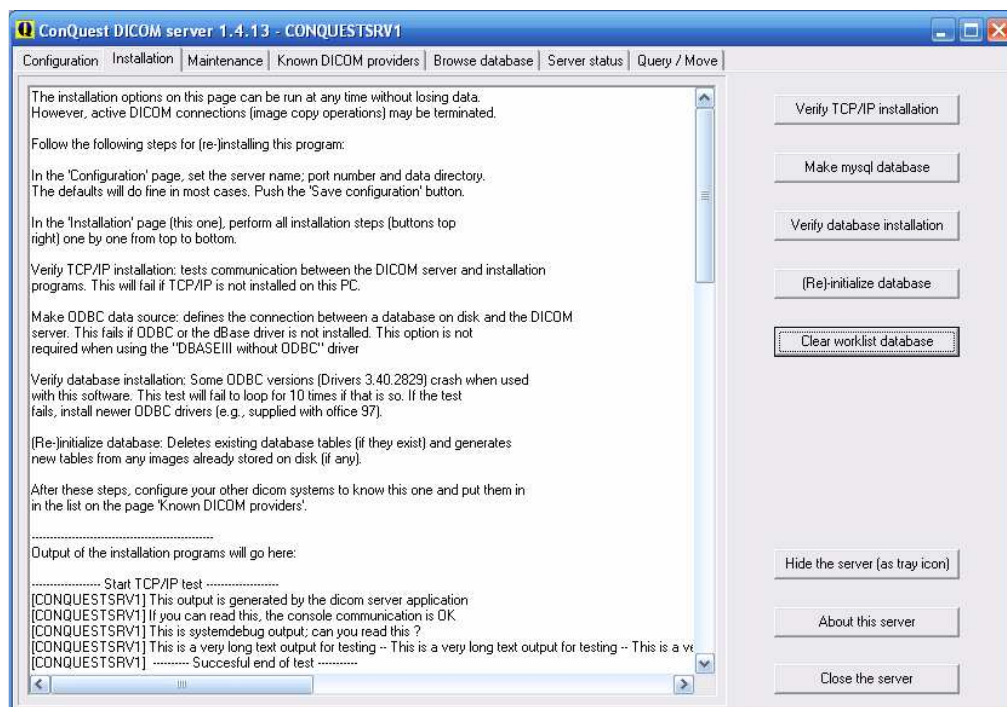 ConQuest DICOM server 1.4.13 - CONQUESTSRV1
Configuration Installation Maintenance Known DICOM providers Browse database Server status Query / Move
The installation options on this page can be run at any time without losing data.
However, active DICOM connections (image copy operations) may be terminated.
Follow the following steps for (re-)installing this program:
In the 'Configuration' page, set the server name; port number and data directory.
The defaults will do fine in most cases. Push the 'Save configuration' button.
In the 'Installation' page (this one), perform all installation steps (buttons top
right) one by one from top to bottom.
Verify TCP/IP installation: tests communication between the DICOM server and installation
programs. This will fail if TCP/IP is not installed on this PC.
Make ODBC data source: defines the connection between a database on disk and the DICOM
server. This fails if ODBC or the dBase driver is not installed. This option is not
required when using the "DBASEIII without ODBC" driver
Verify database installation: Some ODBC versions (Drivers 3.40.2829) crash when used
with this software. This test will fail to loop for 10 times if that is so. If the test
fails, install newer ODBC drivers (e.g., supplied with office 97).
(Re-)initialize database: Deletes existing database tables (if they exist) and generates
new tables from any images already stored on disk (if any).
After these steps, configure your other dicom systems to know this one and put them in
in the list on the page 'Known DICOM providers'.
------------------------------------------------
Output of the installation programs will go here:
------------------ Start TCP/IP test -------------------
[CONQUESTSRV1] This output is generated by the dicom server application
[CONQUESTSRV1] If you can read this, the console communication is OK
[CONQUESTSRV1] This is systemdebug output; can you read this ?
[CONQUESTSRV1] This is a very long text output for testing -- This is a very long text output for testing -- This is a ve
[CONQUESTSRV1] ---------- Succesful end of test -----------
Verify TCP/IP installation
Make mysql database
Verify database installation
(Re)-initialize database
Clear worklist database
Hide the server (as tray icon)
About this server
Close the server